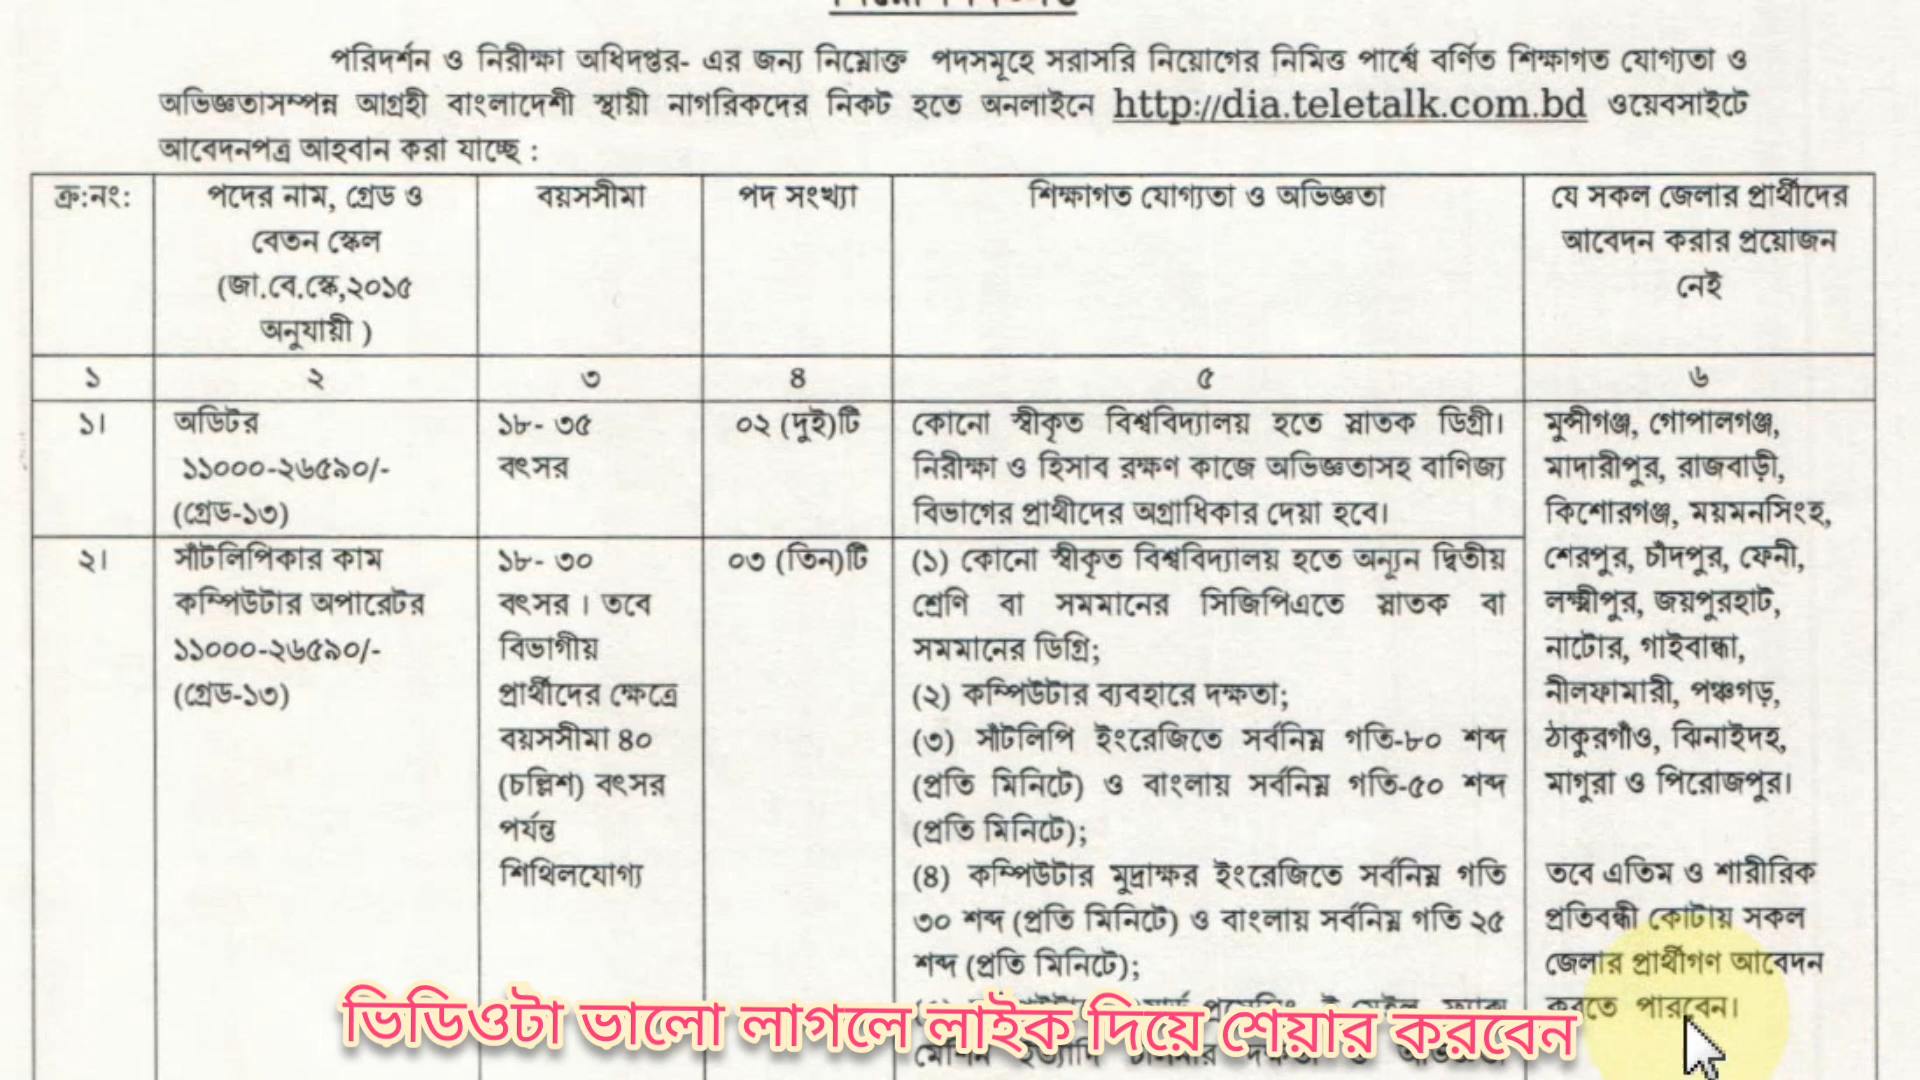 পরিদর্শন ও নিরীক্ষা অধিদপ্তর- এর জন্য নিম্নোক্ত পদসমূহে সরাসরি নিয়োগের নিমিত্ত পার্শ্বে বর্ণিত শিক্ষাগত যোগ্যতা ও
অভিজ্ঞতাসম্পন্ন আগ্রহী বাংলাদেশী স্থায়ী নাগরিকদের নিকট হতে অনলাইনে http://dia.teletalk.com.bd ওয়েবসাইটে
আবেদনপত্র আহবান করা যাচ্ছে :
ক্র:নং:
পদের নাম, গ্রেড ও
বেতন স্কেল
(জা.বে.স্কে,২০১৫
অনুযায়ী )
বয়সসীমা
পদ সংখ্যা
শিক্ষাগত যোগ্যতা ও অভিজ্ঞতা
যে সকল জেলার প্রার্থীদের
আবেদন করার প্রয়োজন
নেই
১ ২ ৩ ৪ ৫ ৬
১।
অডিটর
১১০০০-২৬৫৯০/-
(গ্রেড-১৩)
১৮- ৩৫
বৎসর
০২ (দুই)টি
কোনো স্বীকৃত বিশ্ববিদ্যালয় হতে স্নাতক ডিগ্রী।
নিরীক্ষা ও হিসাব রক্ষণ কাজে অভিজ্ঞতাসহ বাণিজ্য
বিভাগের প্রার্থীদের অগ্রাধিকার দেয়া হবে।
২।
সাঁটলিপিকার কাম
কম্পিউটার অপারেটর
১১০০০-২৬৫৯০/-
(গ্রেড-১৩)
১৮- ৩০
বৎসর । তবে
বিভাগীয়
প্রার্থীদের ক্ষেত্রে
বয়সসীমা ৪০
(চল্লিশ) বৎসর
পর্যন্ত
শিথিলযোগ্য
০৩ (তিন)টি
(১) কোনো স্বীকৃত বিশ্ববিদ্যালয় হতে অন্যূন দ্বিতীয়
শ্রেণি বা সমমানের সিজিপিএতে স্নাতক বা
সমমানের ডিগ্রি;
(২) কম্পিউটার ব্যবহারে দক্ষতা;
(৩) সাঁটলিপি ইংরেজিতে সর্বনিম্ন গতি-৮০ শব্দ
(প্রতি মিনিটে) ও বাংলায় সর্বনিম্ন গতি-৫০ শব্দ
(প্রতি মিনিটে);
(৪) কম্পিউটার মুদ্রাক্ষর ইংরেজিতে সর্বনিম্ন গতি
৩০ শব্দ (প্রতি মিনিটে) ও বাংলায় সর্বনিম্ন গতি ২৫
শব্দ (প্রতি মিনিটে);
মুন্সীগঞ্জ, গোপালগঞ্জ,
মাদারীপুর, রাজবাড়ী,
কিশোরগঞ্জ, ময়মনসিংহ,
শেরপুর, চাঁদপুর, ফেনী,
লক্ষ্মীপুর, জয়পুরহাট,
নাটোর, গাইবান্ধা,
নীলফামারী, পঞ্চগড়,
ঠাকুরগাঁও, ঝিনাইদহ,
মাগুরা ও পিরোজপুর।
তবে এতিম ও শারীরিক
প্রতিবন্ধী কোটায় সকল
জেলার প্রার্থীগণ আবেদন
করতে পারবেন।
ভিডিওটা ভালো লাগলে লাইক দিয়ে শেয়ার করবেন